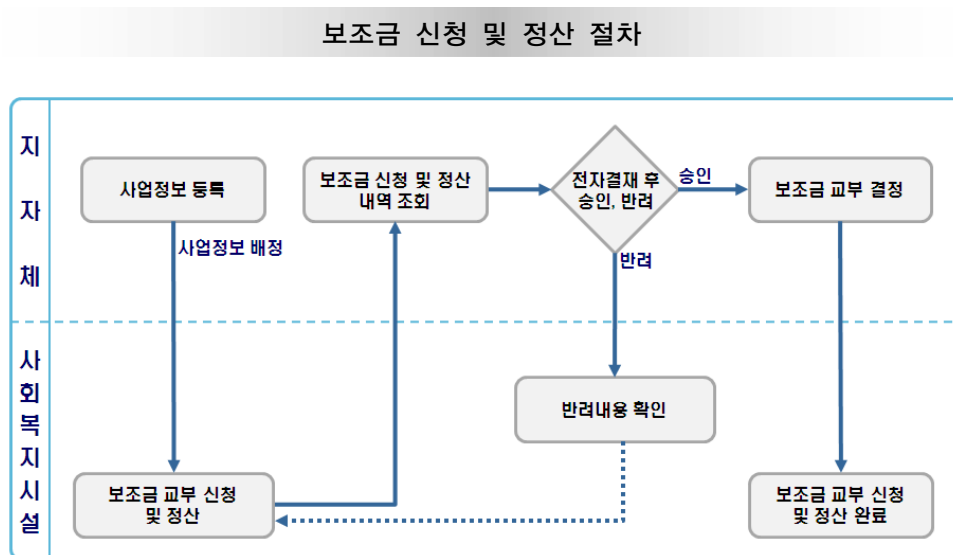 보조금 신청 및 정산 절차
지자체
사업정보 등록
사업정보 배정
보조금 신청 및 정산
내역 조회
전자결재 후
승인, 반려
승인
반려
보조금 교부 결정
사회복지시설
보조금 교부 신청
및 정산
반려내용 확인
보조금 교부 신청
및 정산 완료